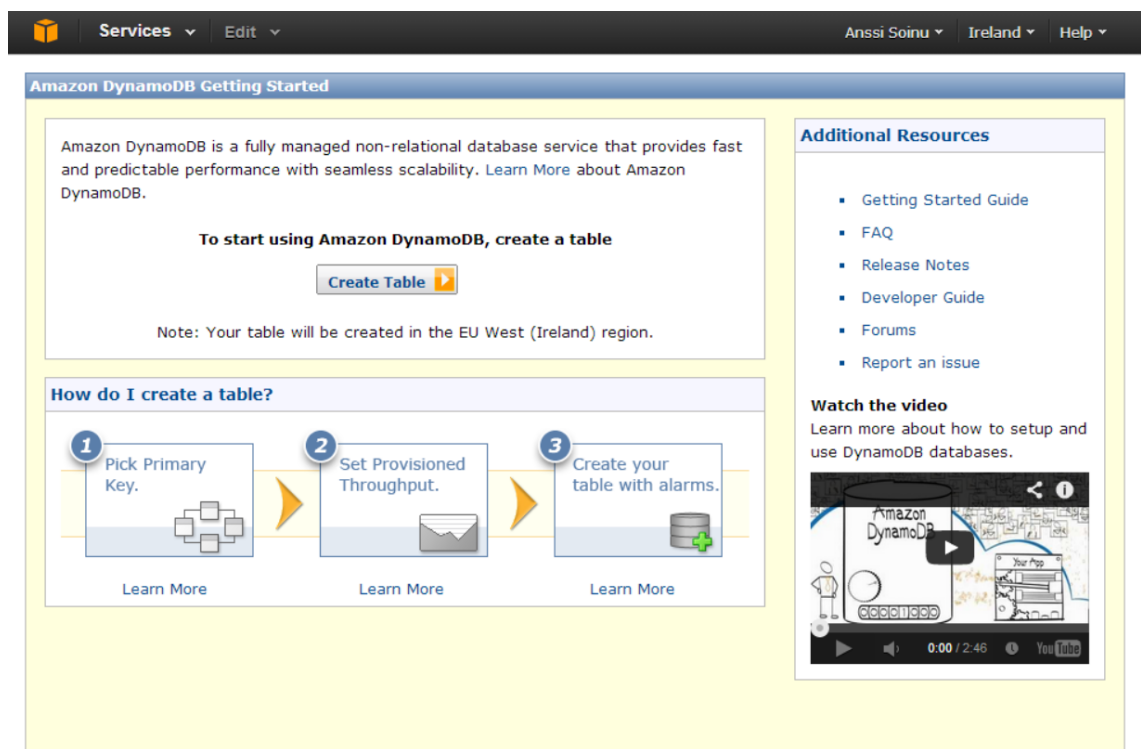 Services Edit Anssi Soinu Ireland Help
Amazon DynamoDB Getting Started
Amazon DynamoDB is a fully managed non-relational database service that provides fast
and predictable performance with seamless scalability. Learn More about Amazon
DynamoDB.
To start using Amazon DynamoDB, create a table
Create Table
Note: Your table will be created in the EU West (Ireland) region.
How do I create a table?
1
Pick Primary
Key.
Learn More
2
Set Provisioned
Throughput.
Learn More
3
Create your
table with alarms.
Learn More
Additional Resources
Getting Started Guide
FAQ
Release Notes
Developer Guide
Forums
Report an issue
Watch the video
Learn more about how to setup and
use DynamoDB databases.
Amazon
DynamoDB
Your App
00001000
0:00 / 2:46 YouTube